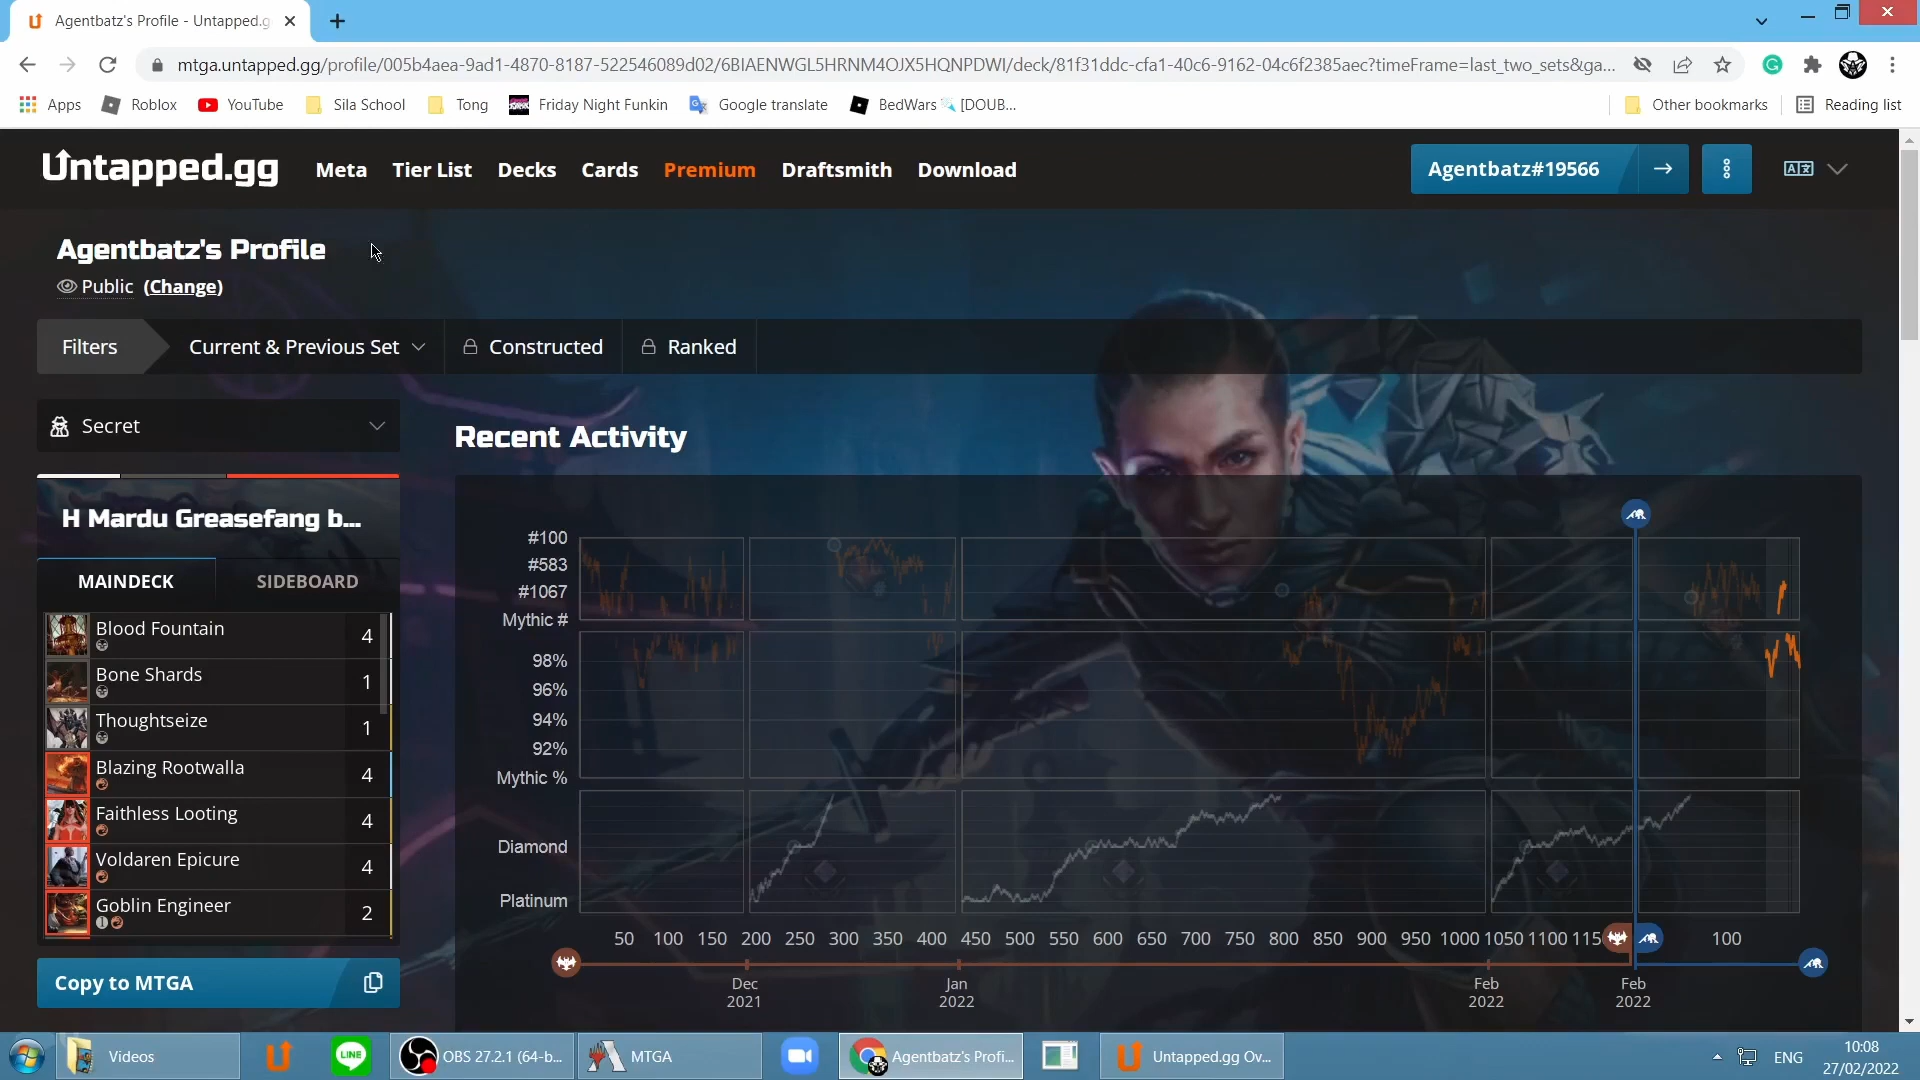 Agentbatz's Profile - Untapped.g
mtga.untapped.gg/profile/005b4aea-9ad1-4870-8187-522546089d02/6BIAENWGL5HRNM4OJX5HQNPDWI/deck/81f31ddc-cfa1-40c6-9162-04c6f2385aec?timeFrame=last_two_sets&ga...
Apps Roblox YouTube Sila School Tong Friday Night Funkin Google translate BedWars [DOUB... Other bookmarks Reading list
Untapped.gg Meta Tier List Decks Cards Premium Draftsmith Download Agentbatz#19566
Agentbatz's Profile
Public (Change)
Filters Current & Previous Set Constructed Ranked
Secret
Recent Activity
H Mardu Greasefang b...
MAINDECK SIDEBOARD
Blood Fountain 4
Bone Shards 1
Thoughtseize 1
Blazing Rootwalla 4
Faithless Looting 4
Voldaren Epicure 4
Goblin Engineer 2
Copy to MTGA
#100
#583
#1067
Mythic #
98%
96%
94%
92%
Mythic %
Diamond
Platinum
50 100 150 200 250 300 350 400 450 500 550 600 650 700 750 800 850 900 950 1000 1050 1100 115 100
Dec 2021
Jan 2022
Feb 2022
Feb 2022
Videos LINE OBS 27.2.1 (64-b... MTGA Agentbatz's Profi... Untapped.gg Ov... ENG
10:08
27/02/2022